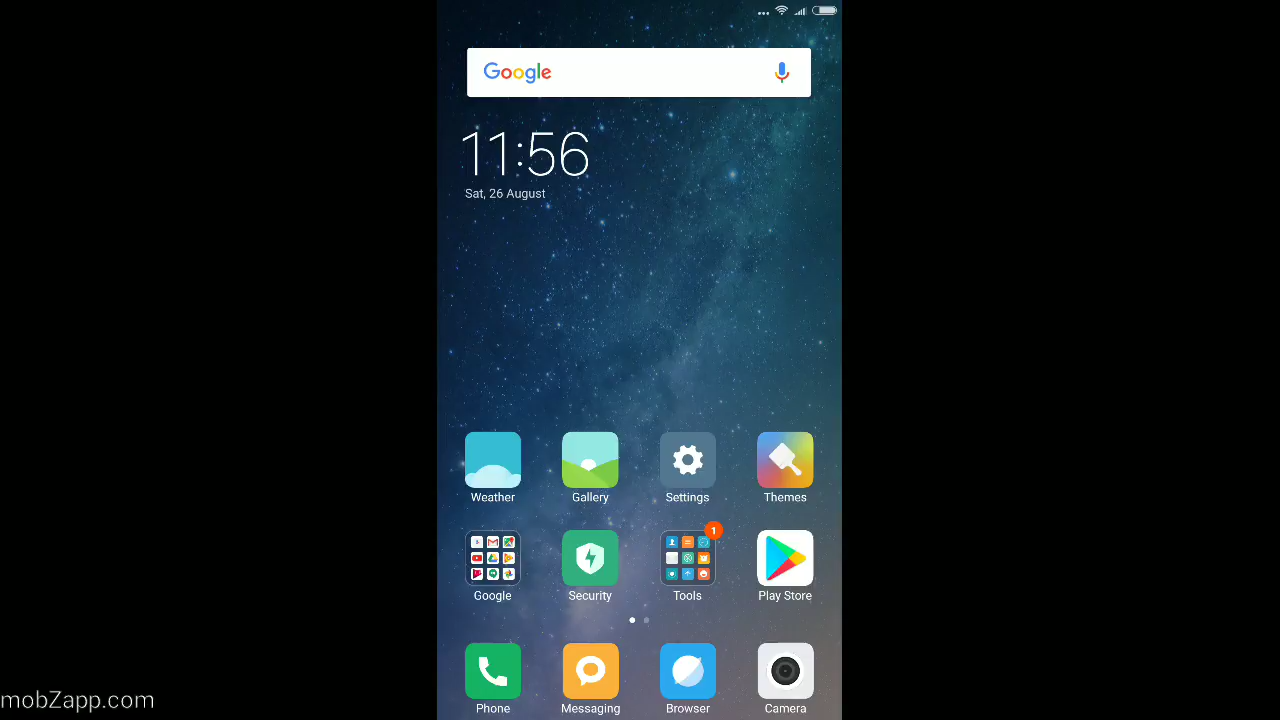 Google
11:56
Sat, 26 August
Weather
Gallery
Settings
Themes
1
Google
Security
Tools
Play Store
Phone
Messaging
Browser
Camera
mobZapp.com